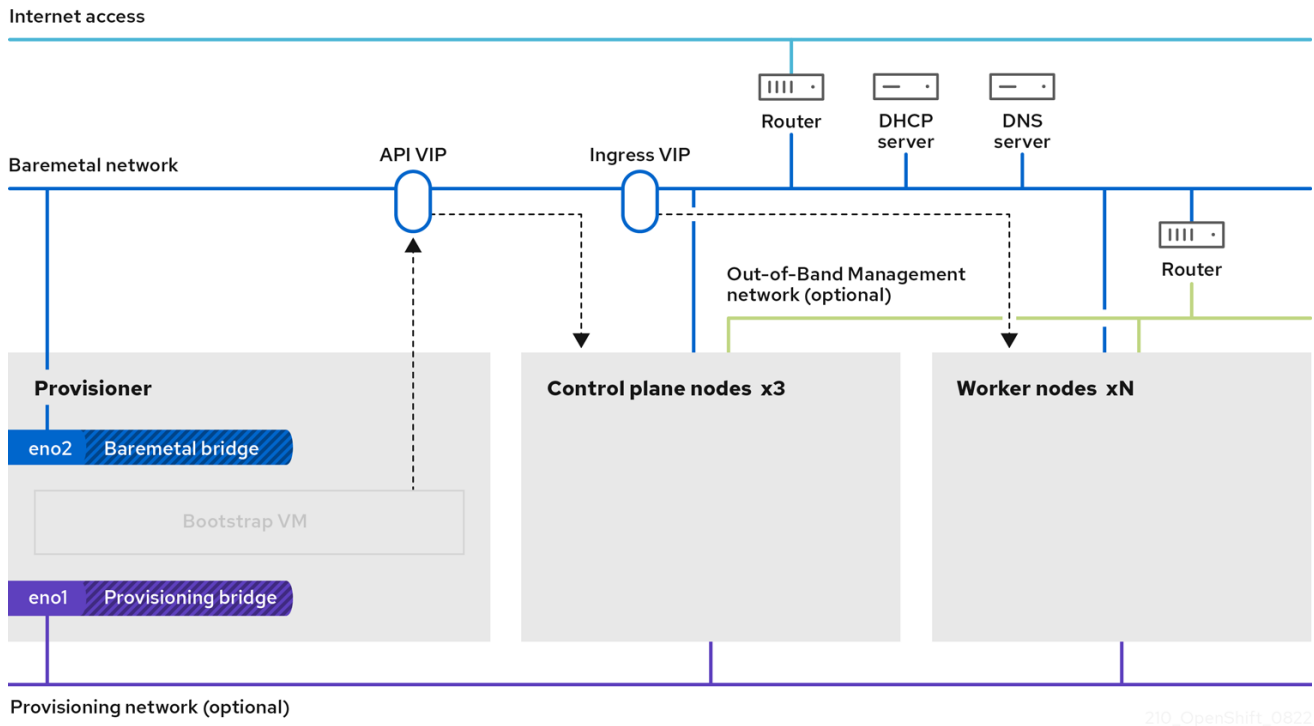 Internet access
Router
DHCP
server
DNS
server
Baremetal network
API VIP
Ingress VIP
Router
Out-of-Band Management
network (optional)
Provisioner
Control plane nodes x3
Worker nodes xN
eno2
Baremetal bridge
Bootstrap VM
eno1
Provisioning bridge
Provisioning network (optional)
210_OpenShift_0822